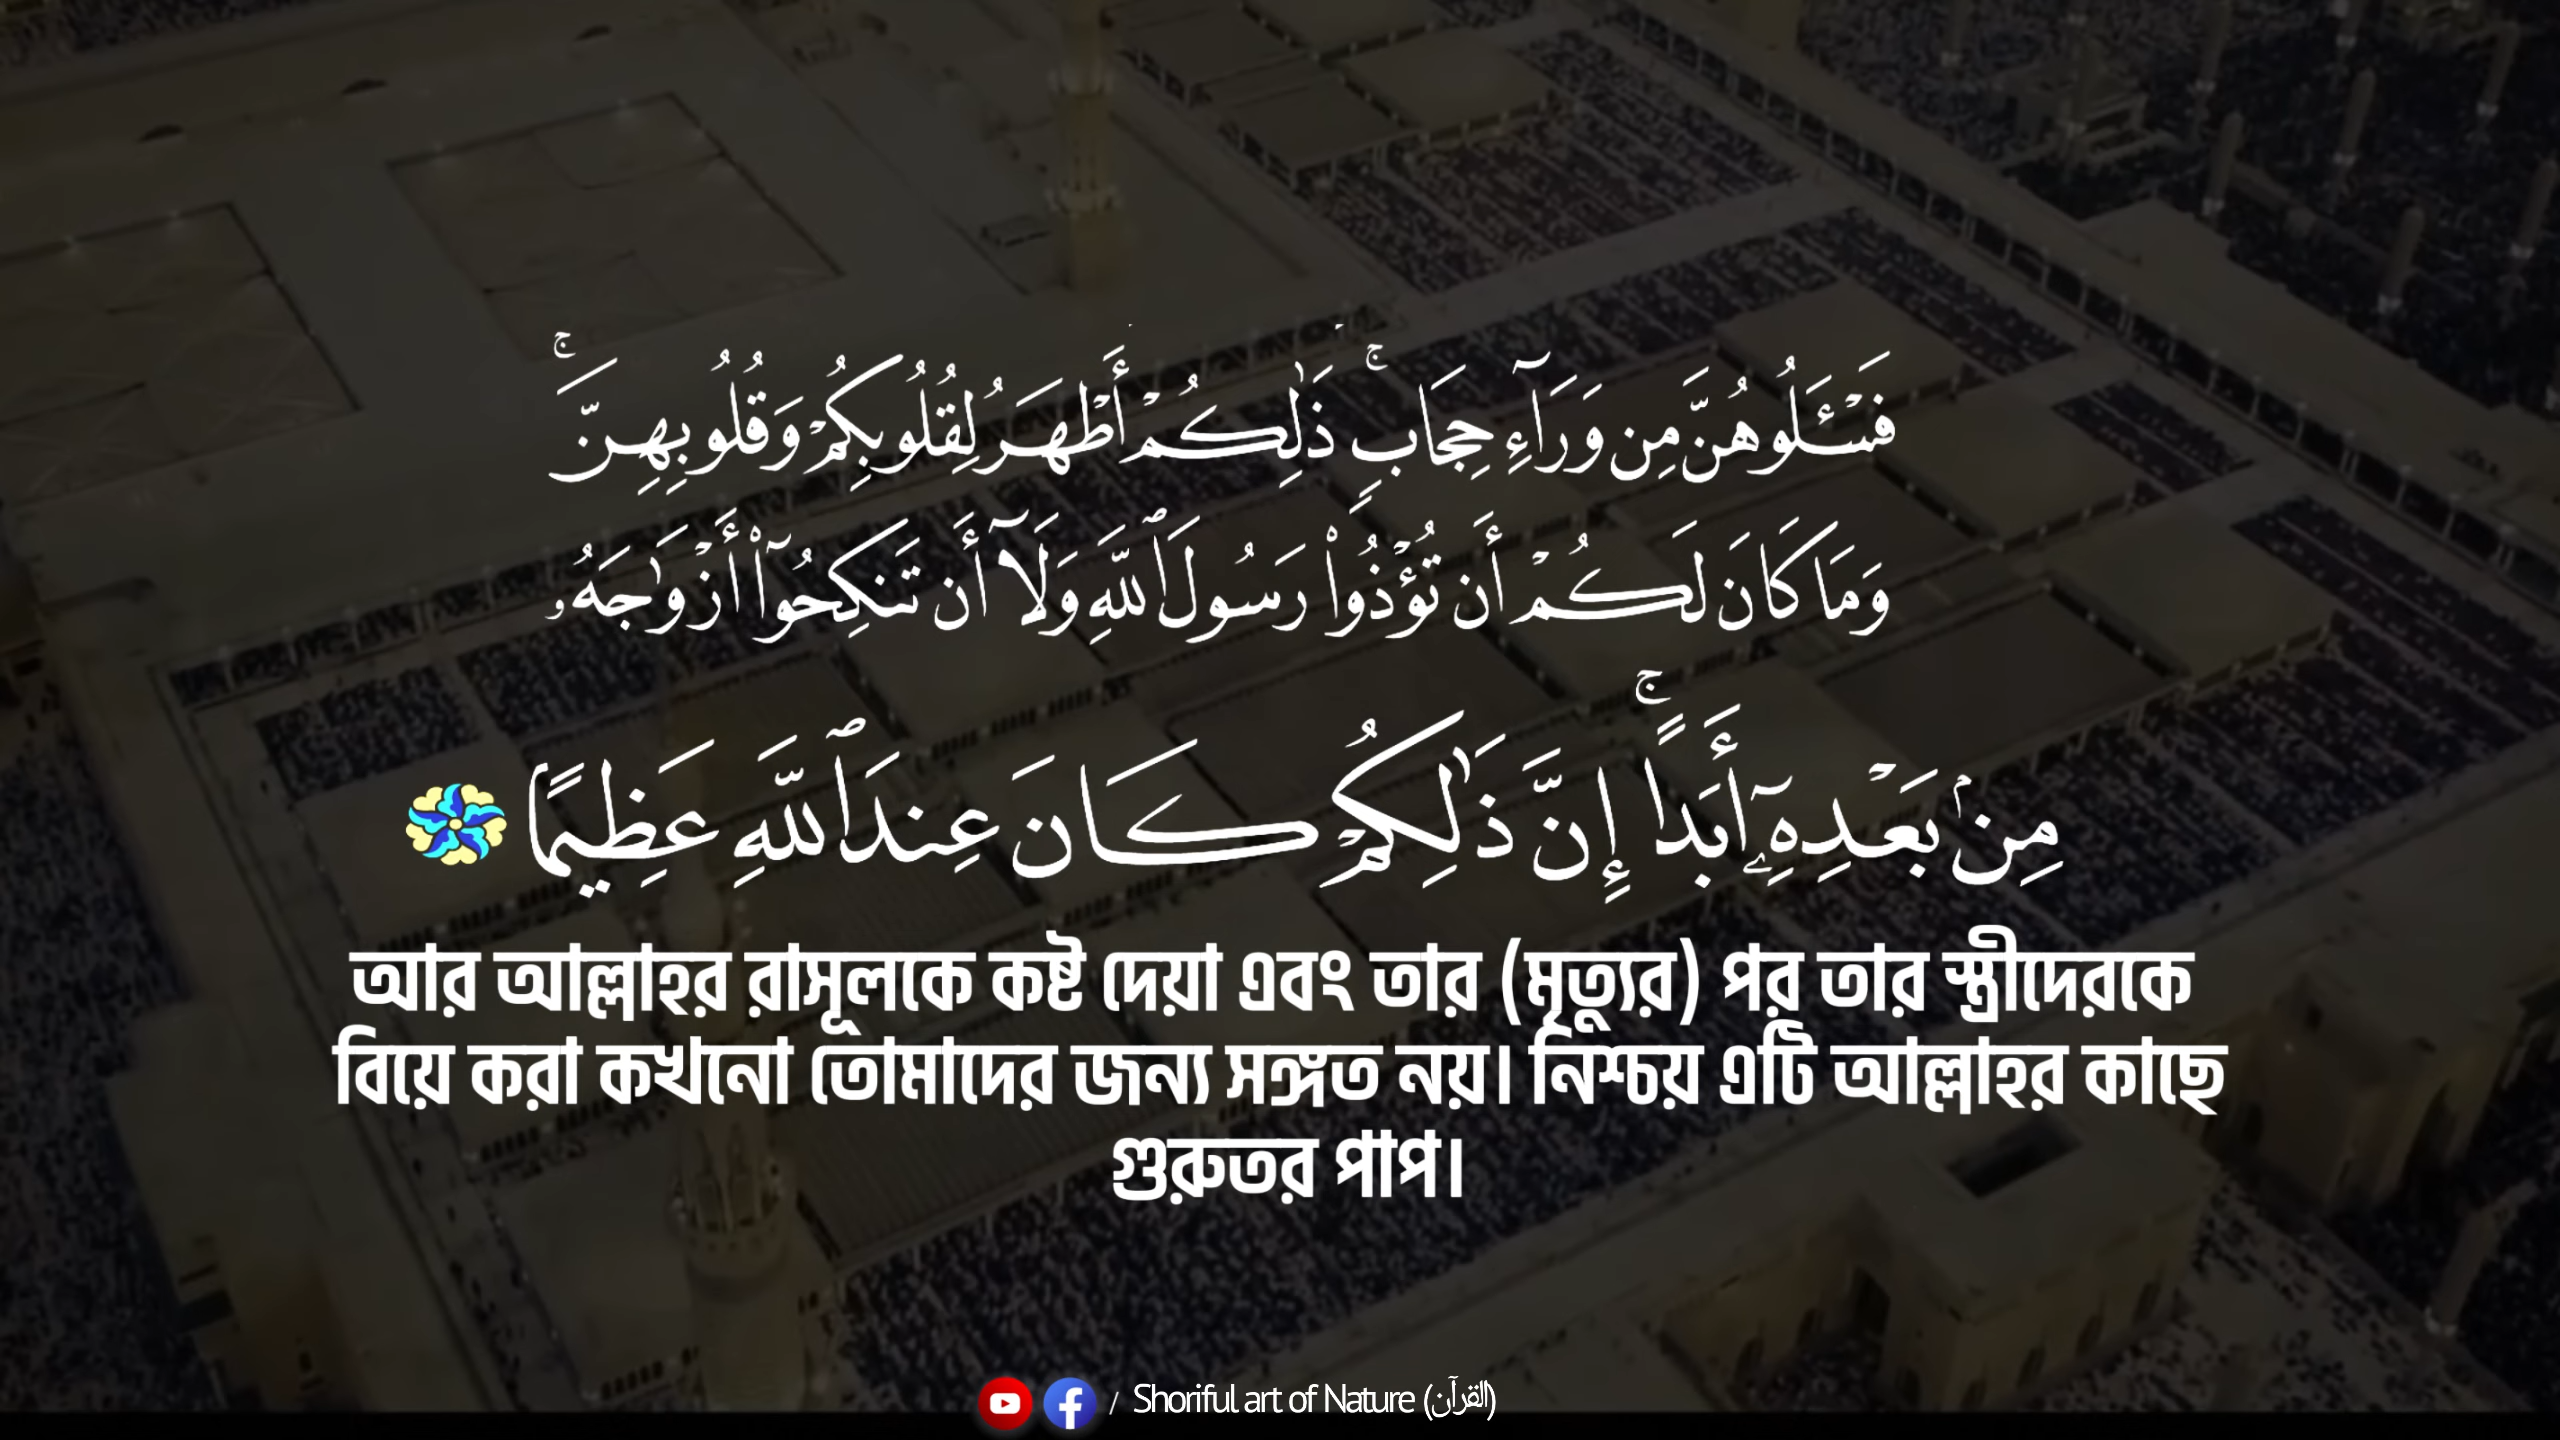 فَسْـَٔلُوهُنَّ مِن وَرَآءِ حِجَابٍ ۚ ذَٰلِكُمْ أَطْهَرُ لِقُلُوبِكُمْ وَقُلُوبِهِنَّ ۚ
وَمَا كَانَ لَكُمْ أَن تُؤْذُوا۟ رَسُولَ ٱللَّهِ وَلَآ أَن تَنكِحُوٓا۟ أَزْوَٰجَهُۥ
مِنۢ بَعْدِهِۦٓ أَبَدًا ۚ إِنَّ ذَٰلِكُمْ كَانَ عِندَ ٱللَّهِ عَظِيمًا
আর আল্লাহর রাসূলকে কষ্ট দেয়া এবং তার (মৃত্যুর) পর তার স্ত্রীদেরকে
বিয়ে করা কখনো তোমাদের জন্য সঙ্গত নয়। নিশ্চয় এটি আল্লাহর কাছে
গুরুতর পাপ।
/ Shoriful art of Nature (القرآن)